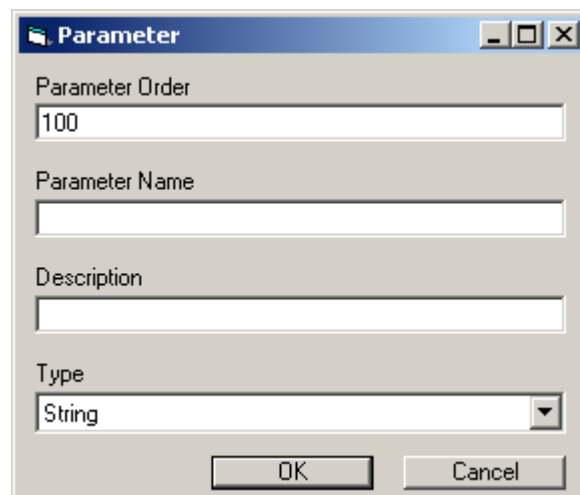 Parameter
Parameter Order
100
Parameter Name
Description
Type
String
OK Cancel